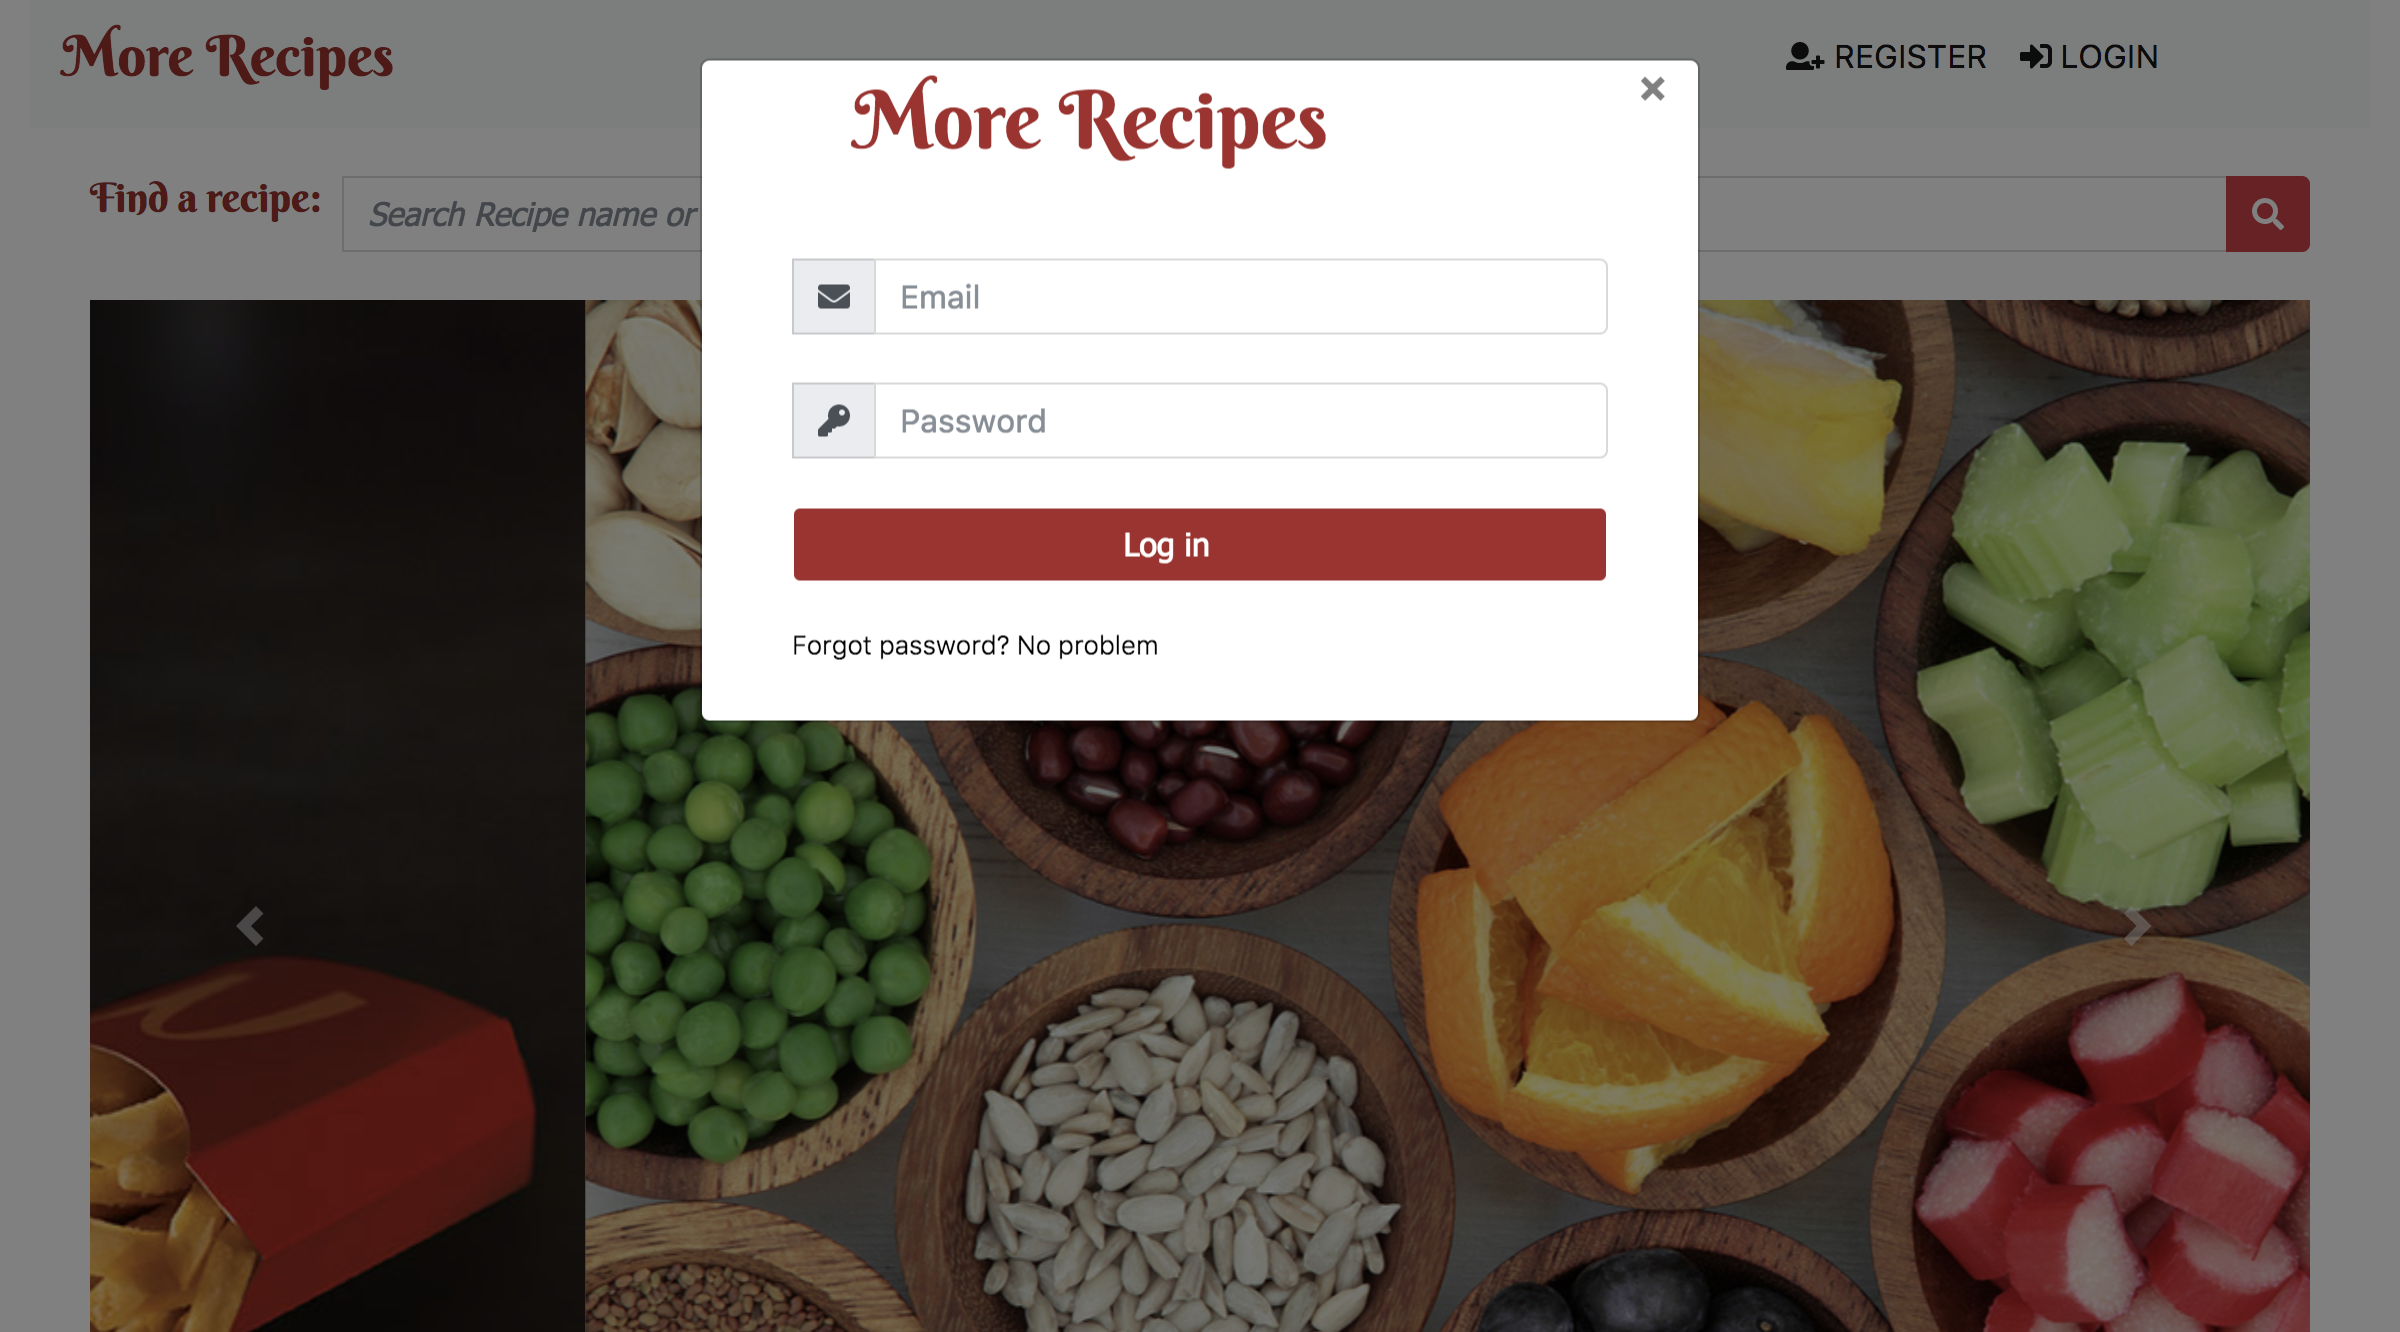 More Recipes
REGISTER LOGIN
Find a recipe: Search Recipe name or
More Recipes
Email
Password
Log in
Forgot password? No problem